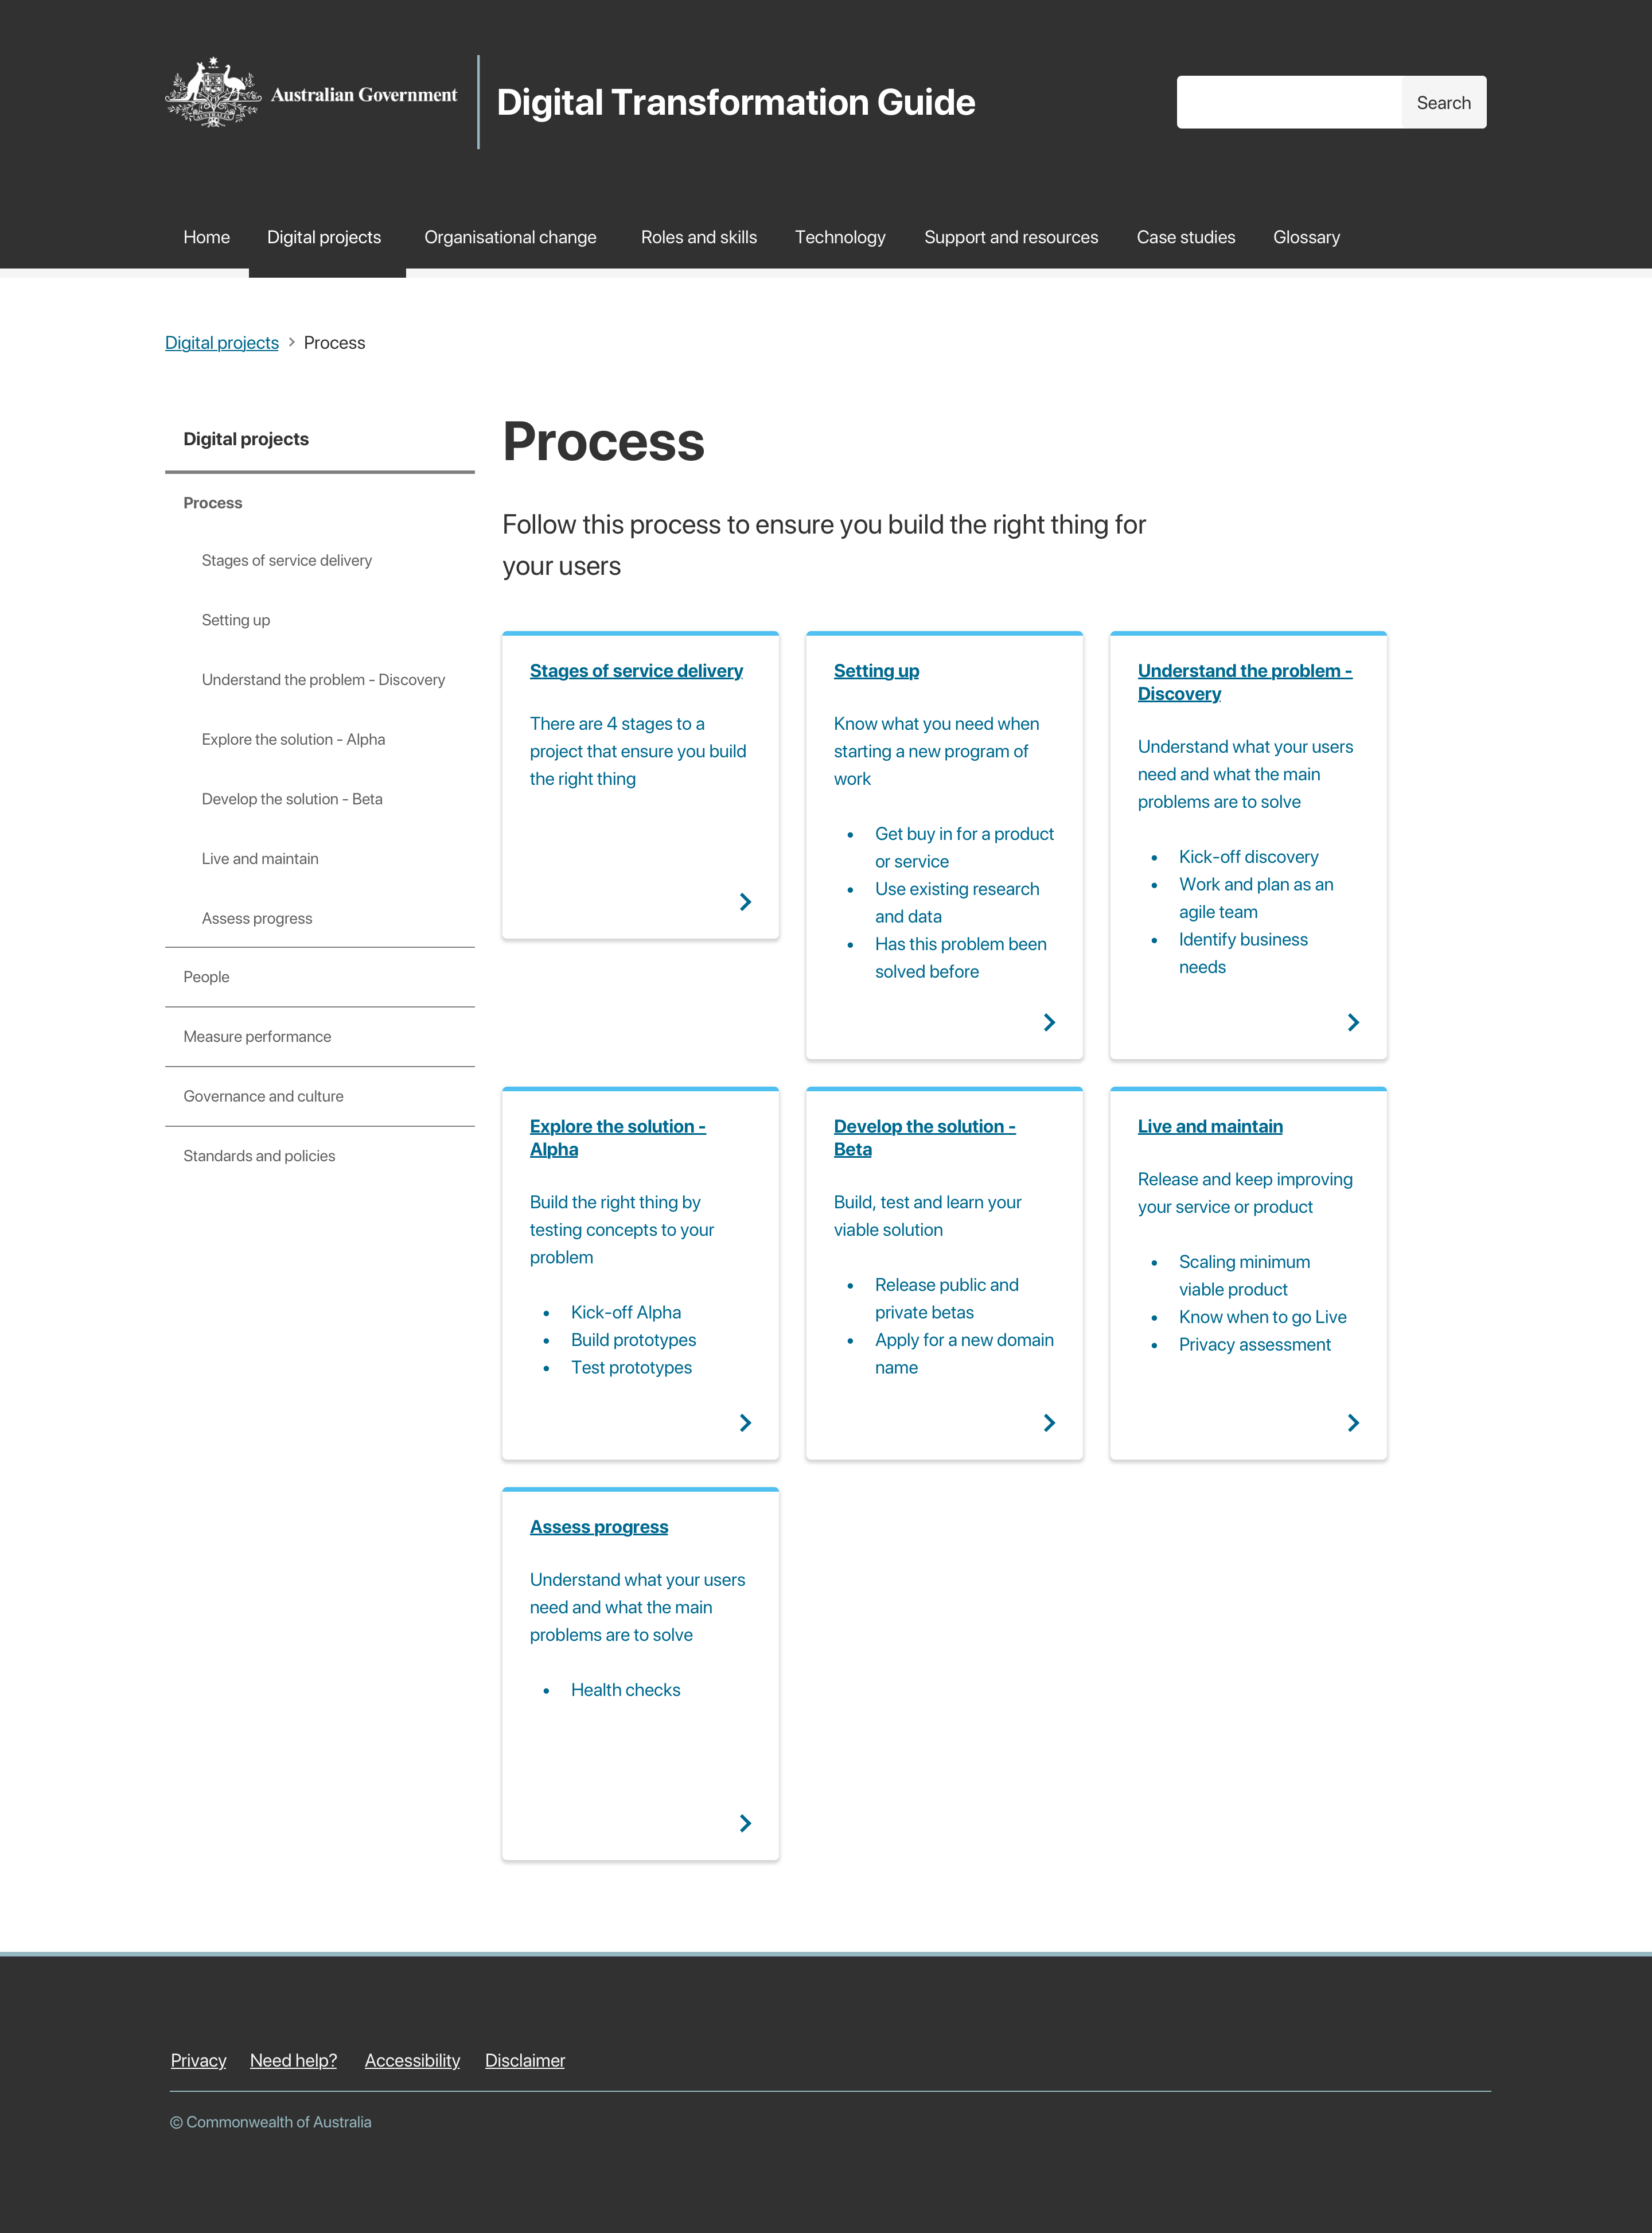 Australian Government
Digital Transformation Guide
Search
Home
Digital projects
Organisational change
Roles and skills
Technology
Support and resources
Case studies
Glossary
Digital projects > Process
Digital projects
Process
Stages of service delivery
Setting up
Understand the problem - Discovery
Explore the solution - Alpha
Develop the solution - Beta
Live and maintain
Assess progress
People
Measure performance
Governance and culture
Standards and policies
Process
Follow this process to ensure you build the right thing for
your users
Stages of service delivery
There are 4 stages to a
project that ensure you build
the right thing
Setting up
Know what you need when
starting a new program of
work
• Get buy in for a product
or service
• Use existing research
and data
• Has this problem been
solved before
Understand the problem -
Discovery
Understand what your users
need and what the main
problems are to solve
• Kick-off discovery
• Work and plan as an
agile team
• Identify business
needs
Explore the solution -
Alpha
Build the right thing by
testing concepts to your
problem
• Kick-off Alpha
• Build prototypes
• Test prototypes
Develop the solution -
Beta
Build, test and learn your
viable solution
• Release public and
private betas
• Apply for a new domain
name
Live and maintain
Release and keep improving
your service or product
• Scaling minimum
viable product
• Know when to go Live
• Privacy assessment
Assess progress
Understand what your users
need and what the main
problems are to solve
• Health checks
Privacy
Need help?
Accessibility
Disclaimer
© Commonwealth of Australia